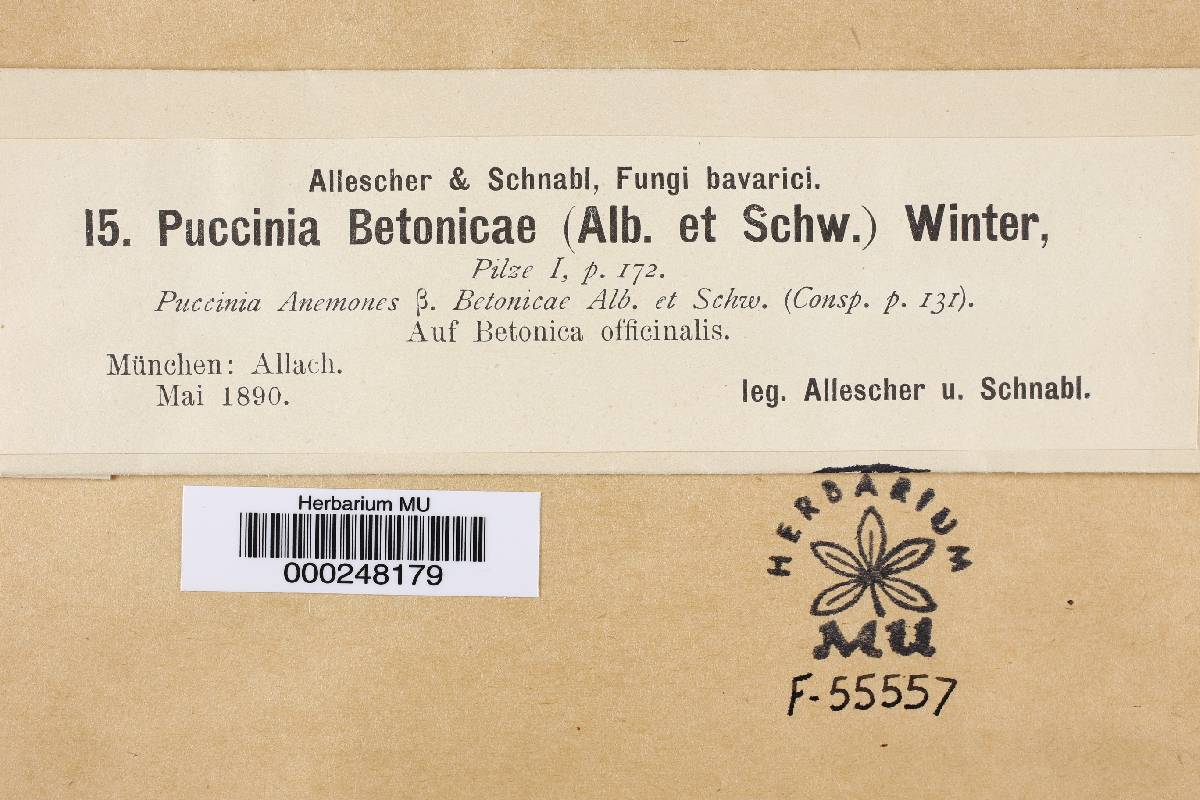 Allescher & Schnabl, Fungi bavarici.
15. Puccinia Betonicae (Alb. et Schw.) Winter,
Pilze I, p. 172.
Puccinia Anemones β. Betonicae Alb. et Schw. (Consp. p. 131).
Auf Betonica officinalis.
München: Allach.
Mai 1890.
leg. Allescher u. Schnabl.
Herbarium MU
000248179
HERBARIUM
MU
F-55557